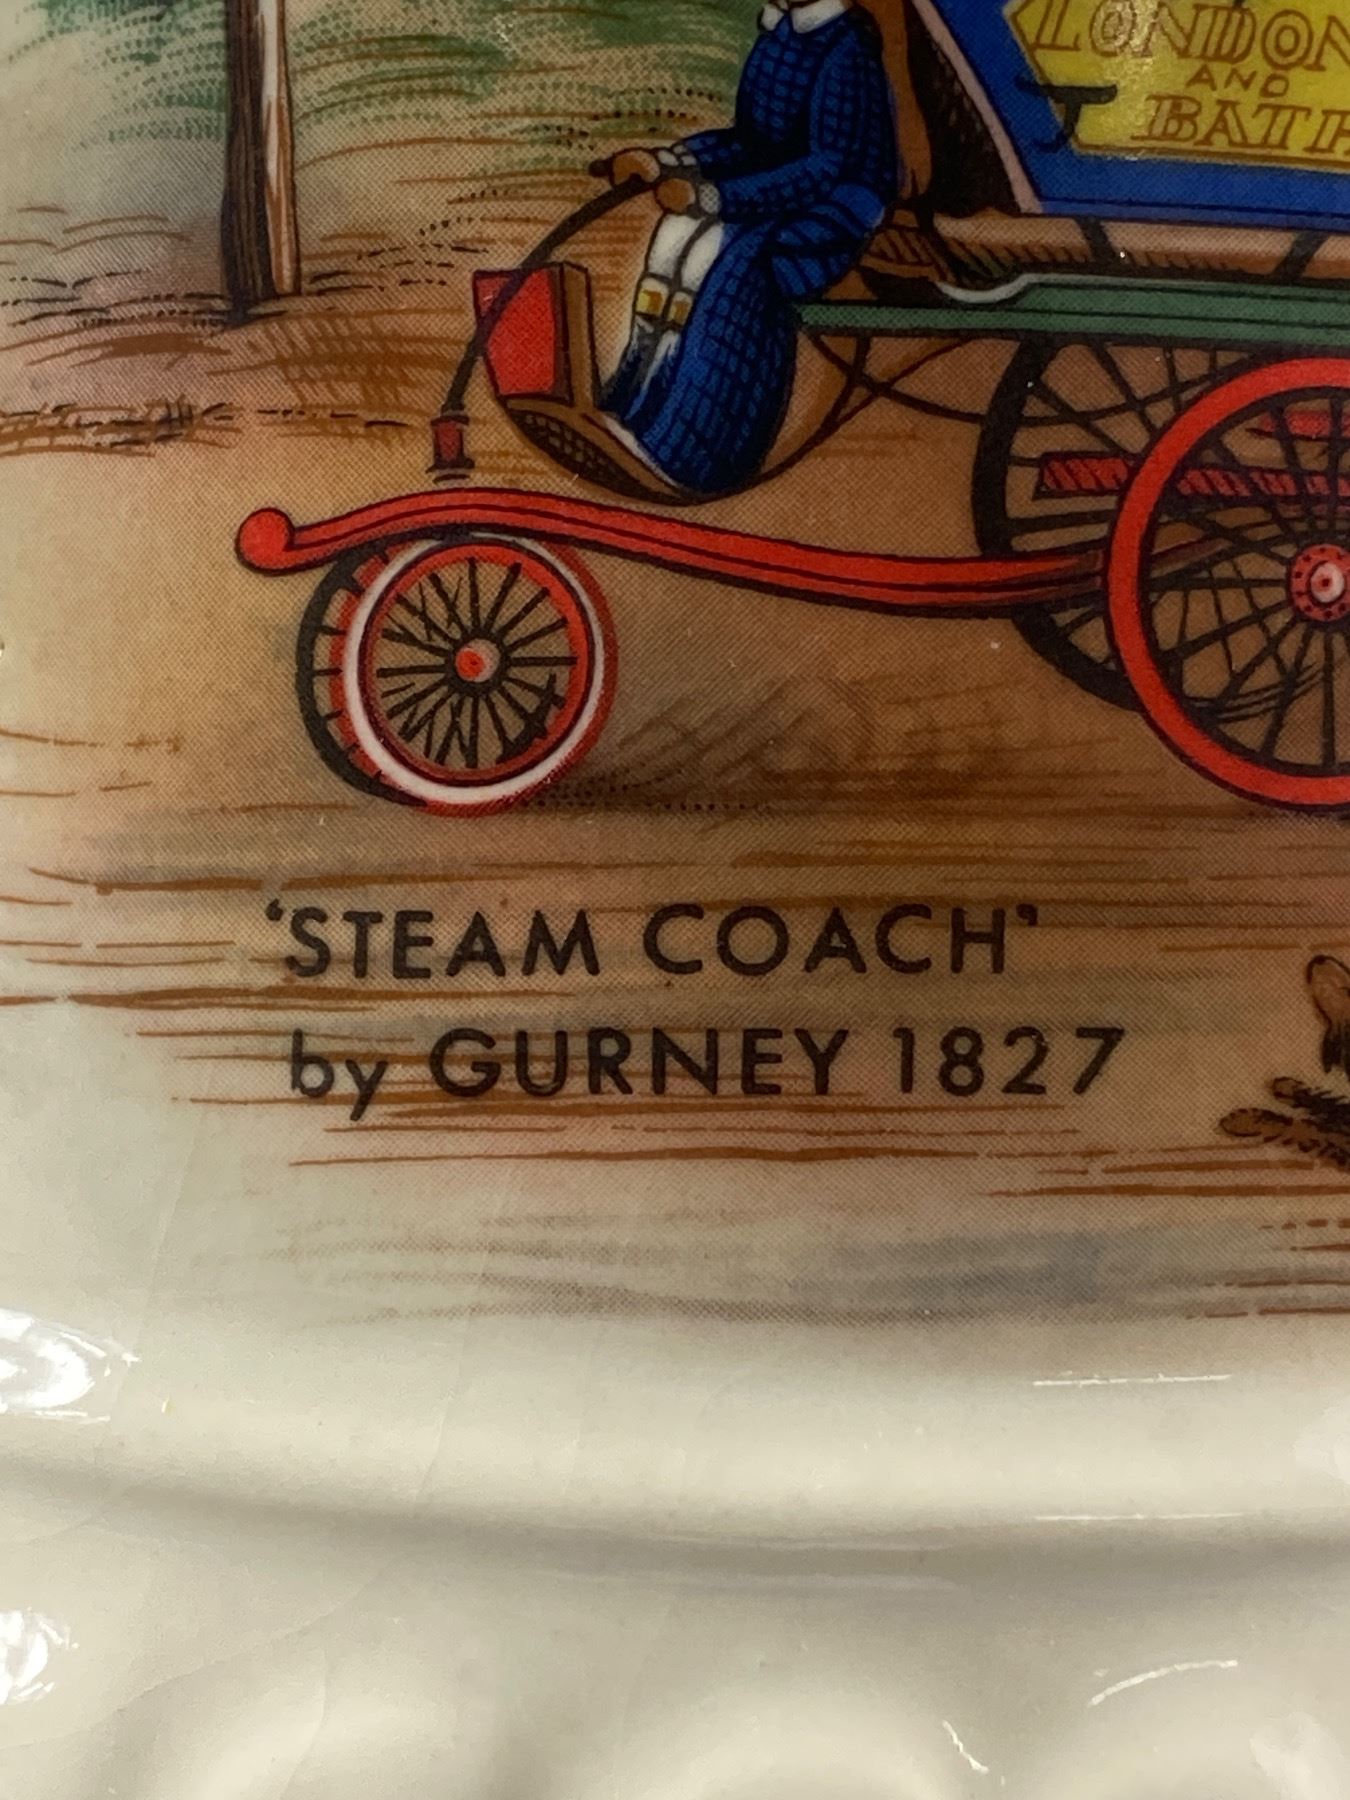 LONDON
AND
BATH
'STEAM COACH'
by GURNEY 1827